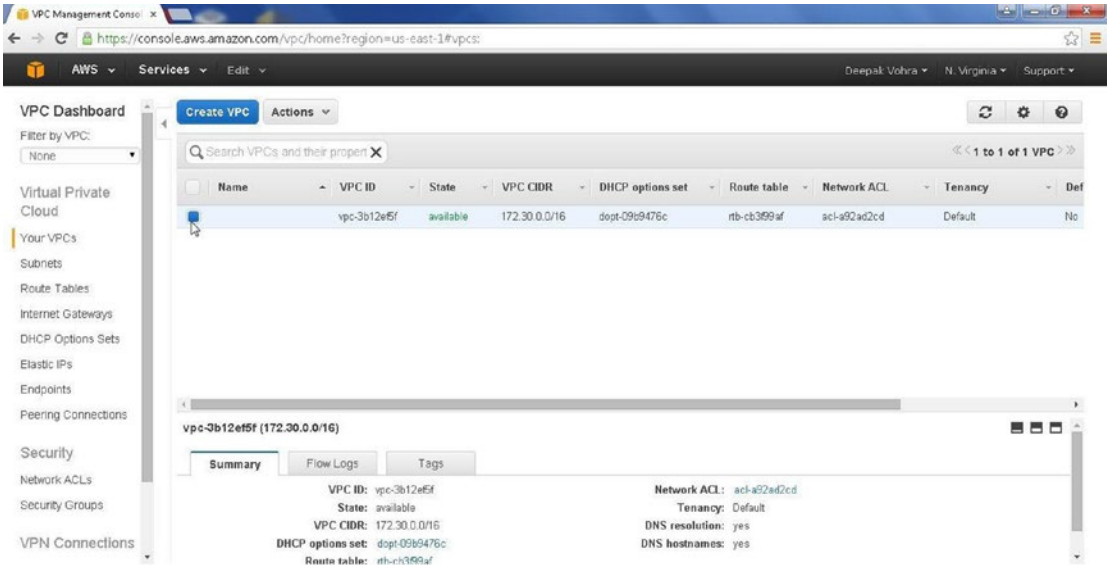 VPC Management Consol
https://console.aws.amazon.com/vpc/home?region=us-east-1#vpcs:
AWS Services Edit Deepak Vohra N. Virginia Support
VPC Dashboard
Filter by VPC:
None
Virtual Private
Cloud
Your VPCs
Subnets
Route Tables
Internet Gateways
DHCP Options Sets
Elastic IPs
Endpoints
Peering Connections
Security
Network ACLs
Security Groups
VPN Connections
Create VPC Actions
Search VPCs and their propert X
1 to 1 of 1 VPC
Name VPC ID State VPC CIDR DHCP options set Route table Network ACL Tenancy Def
vpc-3b12ef5f available 172.30.0.0/16 dopt-09b9476c rtb-cb3f99af acl-a92ad2cd Default No
vpc-3b12ef5f (172.30.0.0/16)
Summary Flow Logs Tags
VPC ID: vpc-3b12ef5f
State: available
VPC CIDR: 172.30.0.0/16
DHCP options set: dopt-09b9476c
Route table: rtb-cb3f99af
Network ACL: acl-a92ad2cd
Tenancy: Default
DNS resolution: yes
DNS hostnames: yes